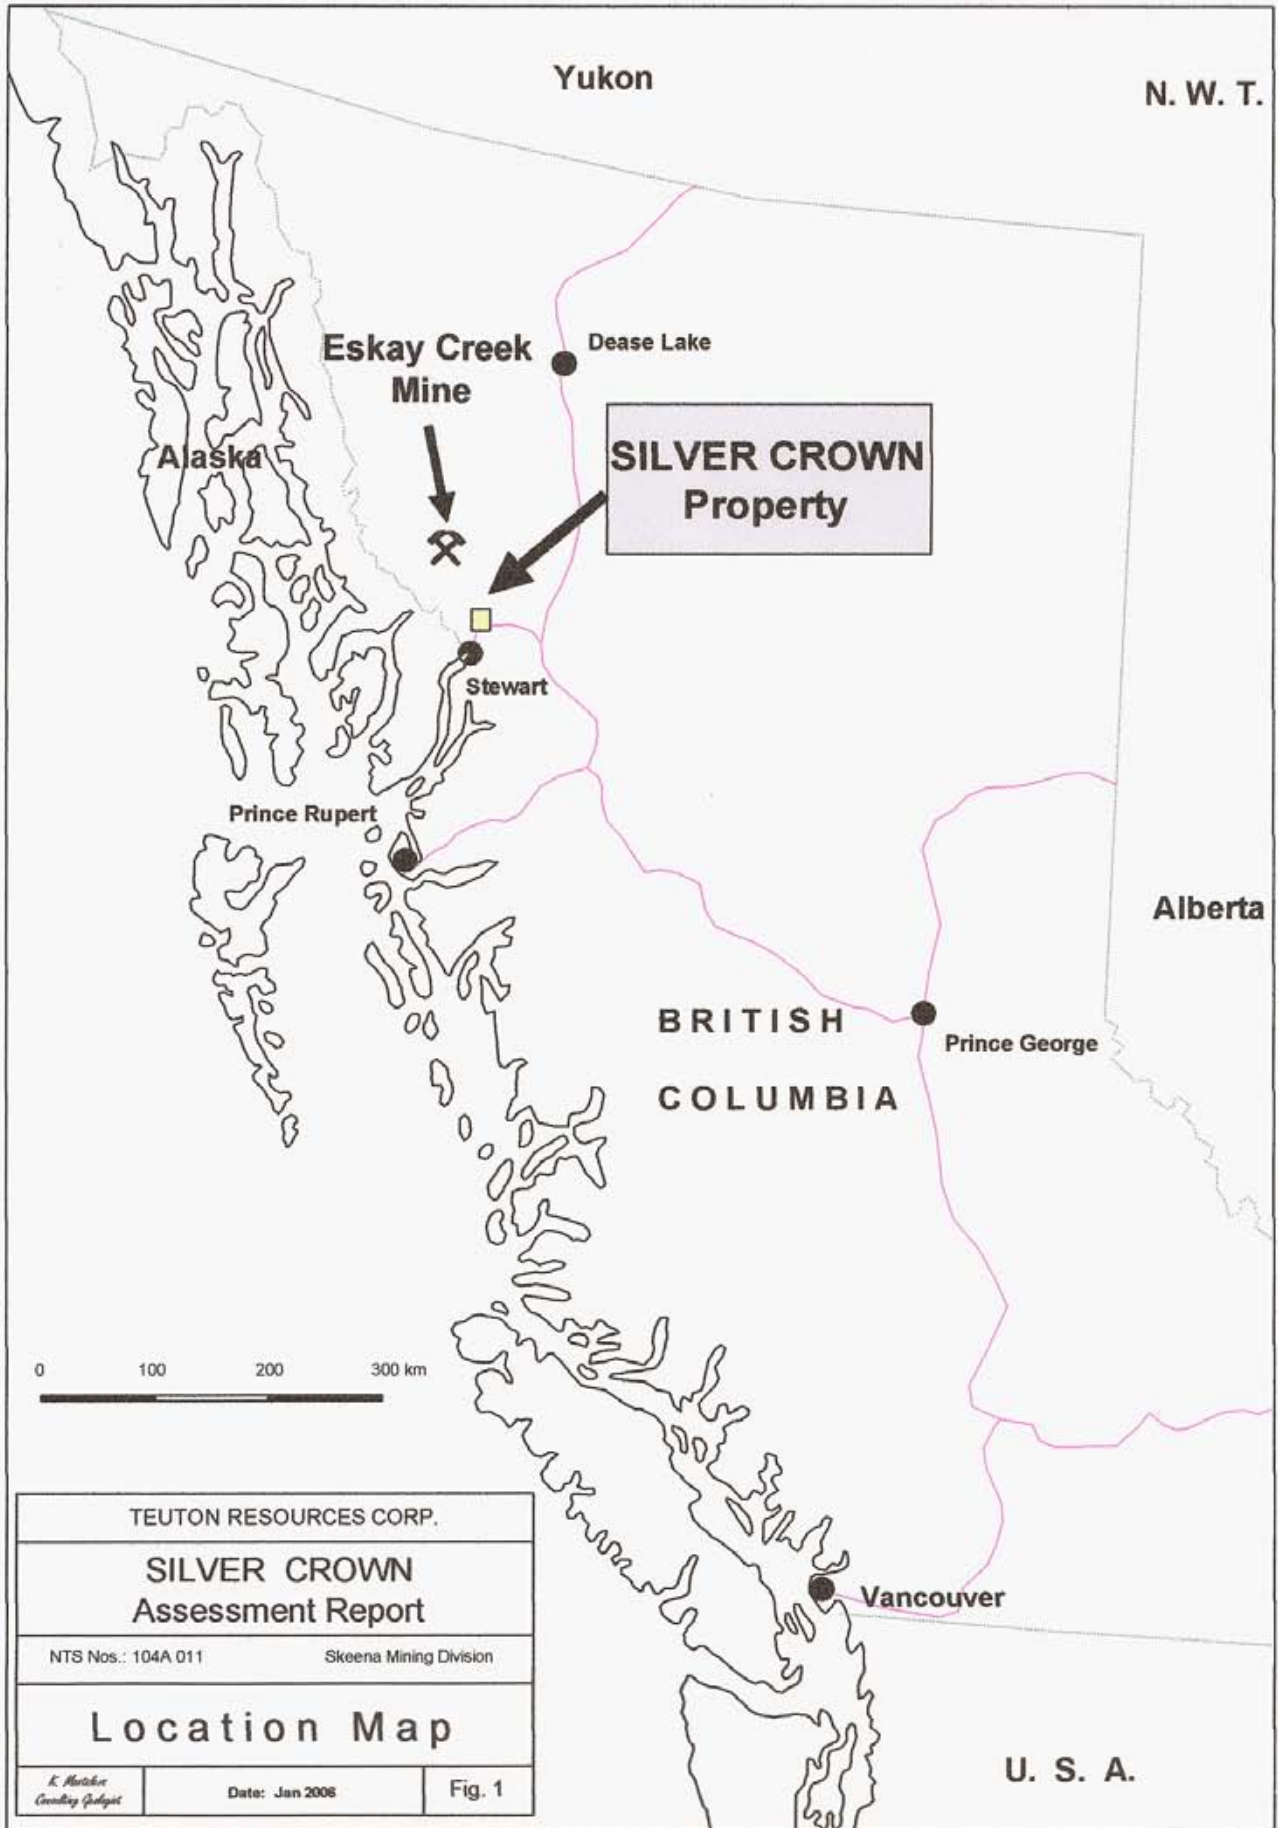 Yukon
N. W. T.
Dease Lake
Eskay Creek
Mine
SILVER CROWN
Property
Alaska
Stewart
Prince Rupert
Alberta
BRITISH
COLUMBIA
Prince George
0 100 200 300 km
Vancouver
U. S. A.
TEUTON RESOURCES CORP.
SILVER CROWN
Assessment Report
NTS Nos.: 104A 011 Skeena Mining Division
Location Map
K.
Consulting Geologist
Date: Jan 2006
Fig. 1